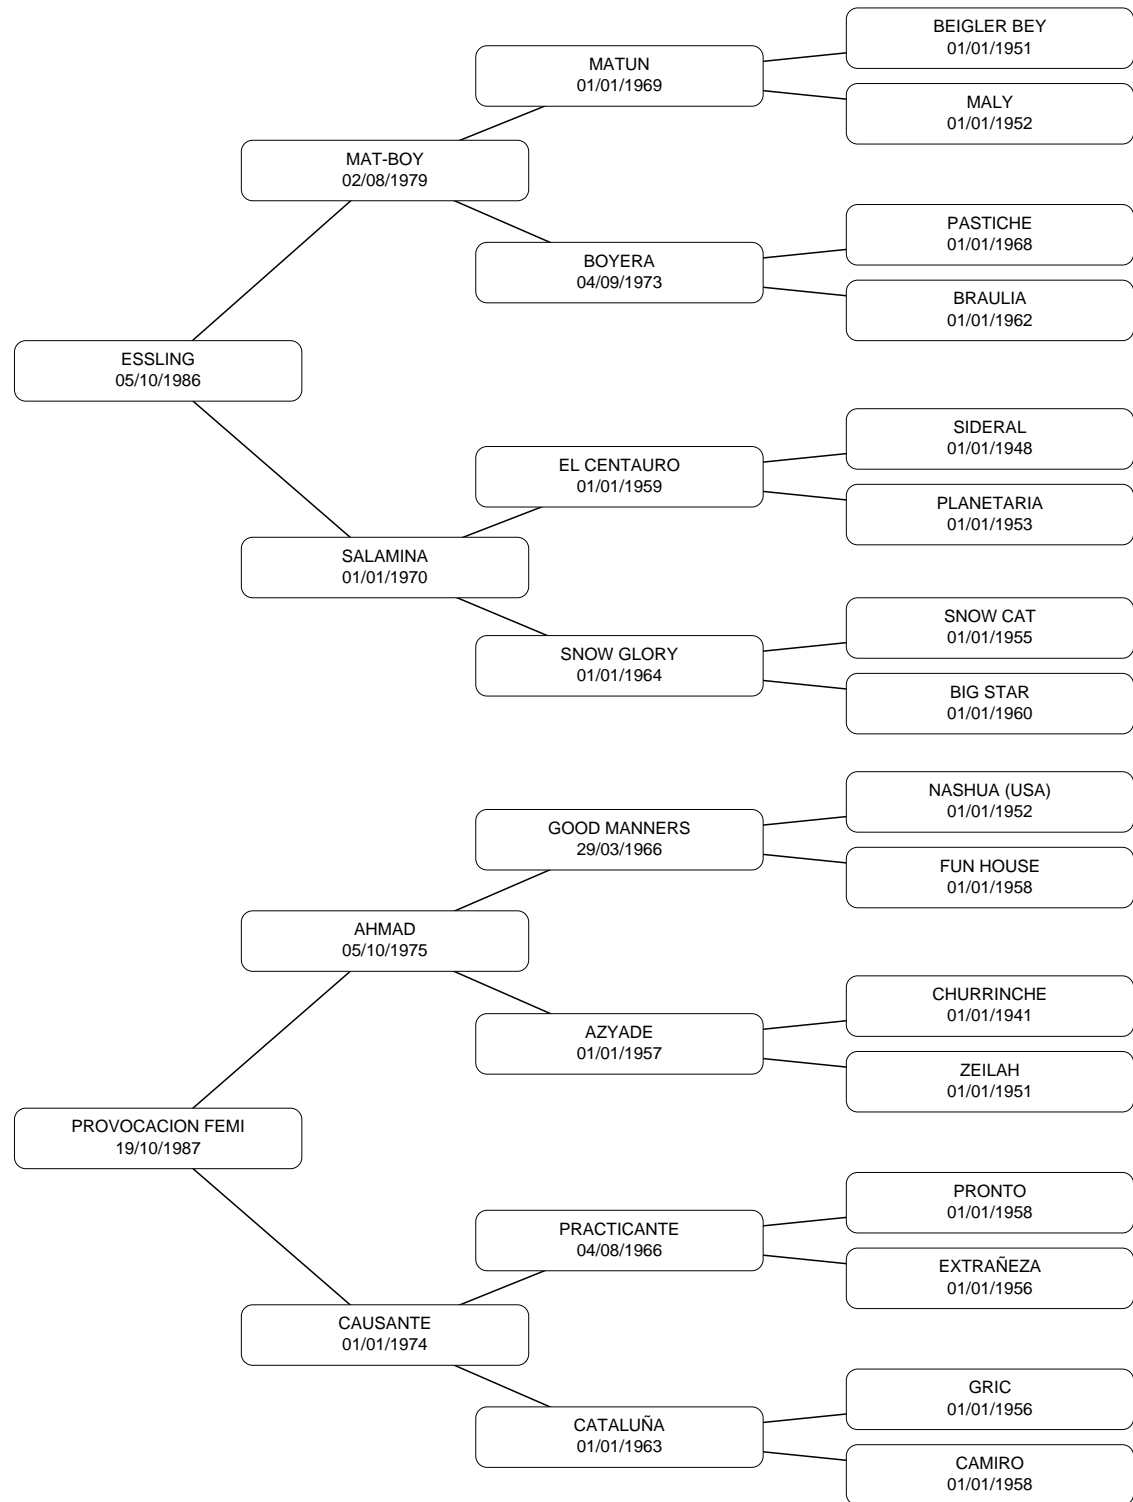 BEIGLER BEY
01/01/1951
MATUN
01/01/1969
MALY
01/01/1952
MAT-BOY
02/08/1979
PASTICHE
01/01/1968
BOYERA
04/09/1973
BRAULIA
01/01/1962
ESSLING
05/10/1986
SIDERAL
01/01/1948
EL CENTAURO
01/01/1959
PLANETARIA
01/01/1953
SALAMINA
01/01/1970
SNOW CAT
01/01/1955
SNOW GLORY
01/01/1964
BIG STAR
01/01/1960
NASHUA (USA)
01/01/1952
GOOD MANNERS
29/03/1966
FUN HOUSE
01/01/1958
AHMAD
05/10/1975
CHURRINCHE
01/01/1941
AZYADE
01/01/1957
ZEILAH
01/01/1951
PROVOCACION FEMI
19/10/1987
PRONTO
01/01/1958
PRACTICANTE
04/08/1966
EXTRAÑEZA
01/01/1956
CAUSANTE
01/01/1974
GRIC
01/01/1956
CATALUÑA
01/01/1963
CAMIRO
01/01/1958